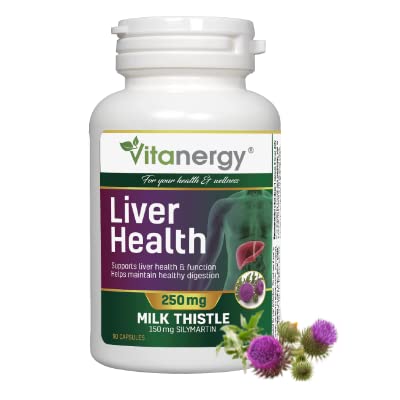 Vitanergy®
For your health & wellness
Liver
Health
Supports liver health & function
Helps maintain healthy digestion
250 mg
MILK THISTLE
150 mg SILYMARTIN
90 CAPSULES